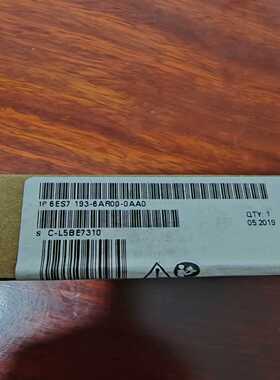 1P 6ES7 193-6AR00-0AA0
QTY: 1
S C-L5BE7310
05.2019